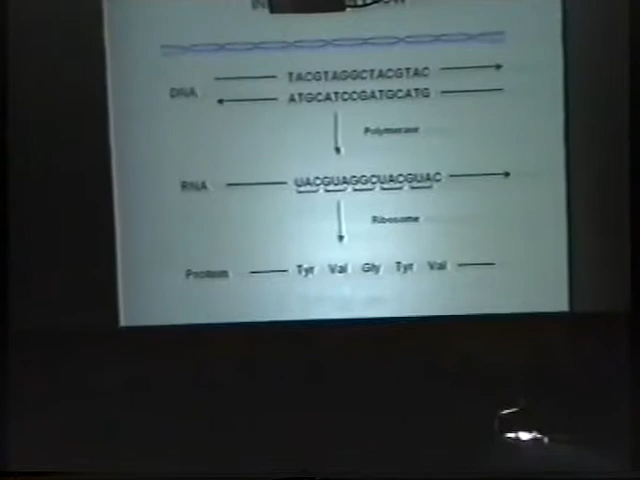 TACGTAGGCTACGTAC
DNA
ATGCATCCGATGCATG
Polymerase
RNA UACGUAGGCUACGUAC
Ribosome
Protein Tyr Val Gly Tyr Val